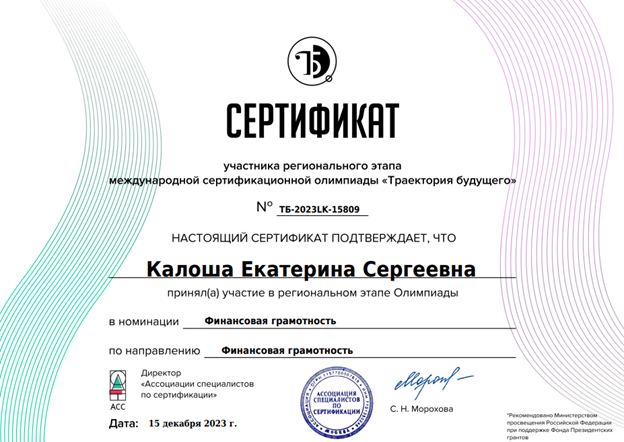 ТБ
СЕРТИФИКАТ
участника регионального этапа
международной сертификационной олимпиады «Траектория будущего»
№ ТБ-2023LK-15809
НАСТОЯЩИЙ СЕРТИФИКАТ ПОДТВЕРЖДАЕТ, ЧТО
Калоша Екатерина Сергеевна
принял(а) участие в региональном этапе Олимпиады
в номинации Финансовая грамотность
по направлению Финансовая грамотность
Директор
«Ассоциации специалистов
по сертификации»
АСС
АССОЦИАЦИЯ
СПЕЦИАЛИСТОВ
ПО
СЕРТИФИКАЦИИ
МОСКВА
С. Н. Морохова
Дата: 15 декабря 2023 г.
*Рекомендовано Министерством
просвещения Российской Федерации
при поддержке Фонда Президентских
грантов